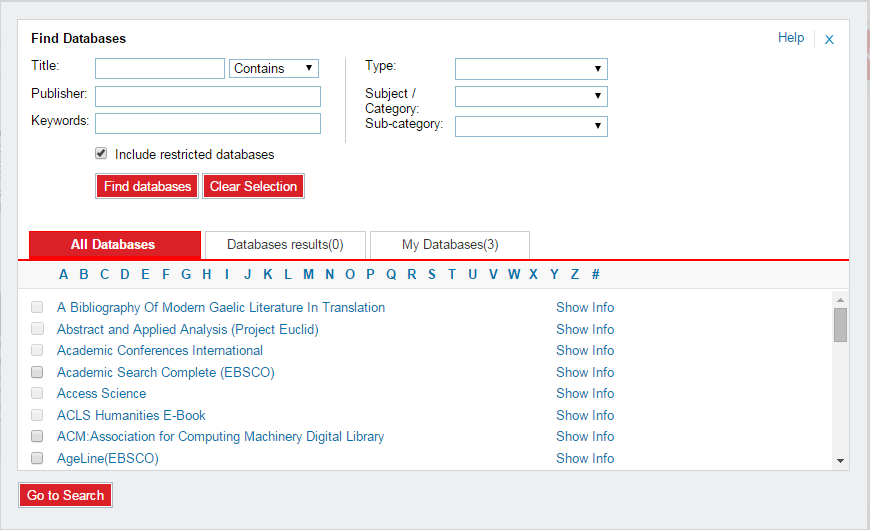 Find Databases Help X
Title: Contains Type:
Publisher: Subject / Category:
Keywords: Sub-category:
Include restricted databases
Find databases Clear Selection
All Databases Databases results(0) My Databases(3)
A B C D E F G H I J K L M N O P Q R S T U V W X Y Z #
A Bibliography Of Modern Gaelic Literature In Translation Show Info
Abstract and Applied Analysis (Project Euclid) Show Info
Academic Conferences International Show Info
Academic Search Complete (EBSCO) Show Info
Access Science Show Info
ACLS Humanities E-Book Show Info
ACM:Association for Computing Machinery Digital Library Show Info
AgeLine(EBSCO) Show Info
Go to Search